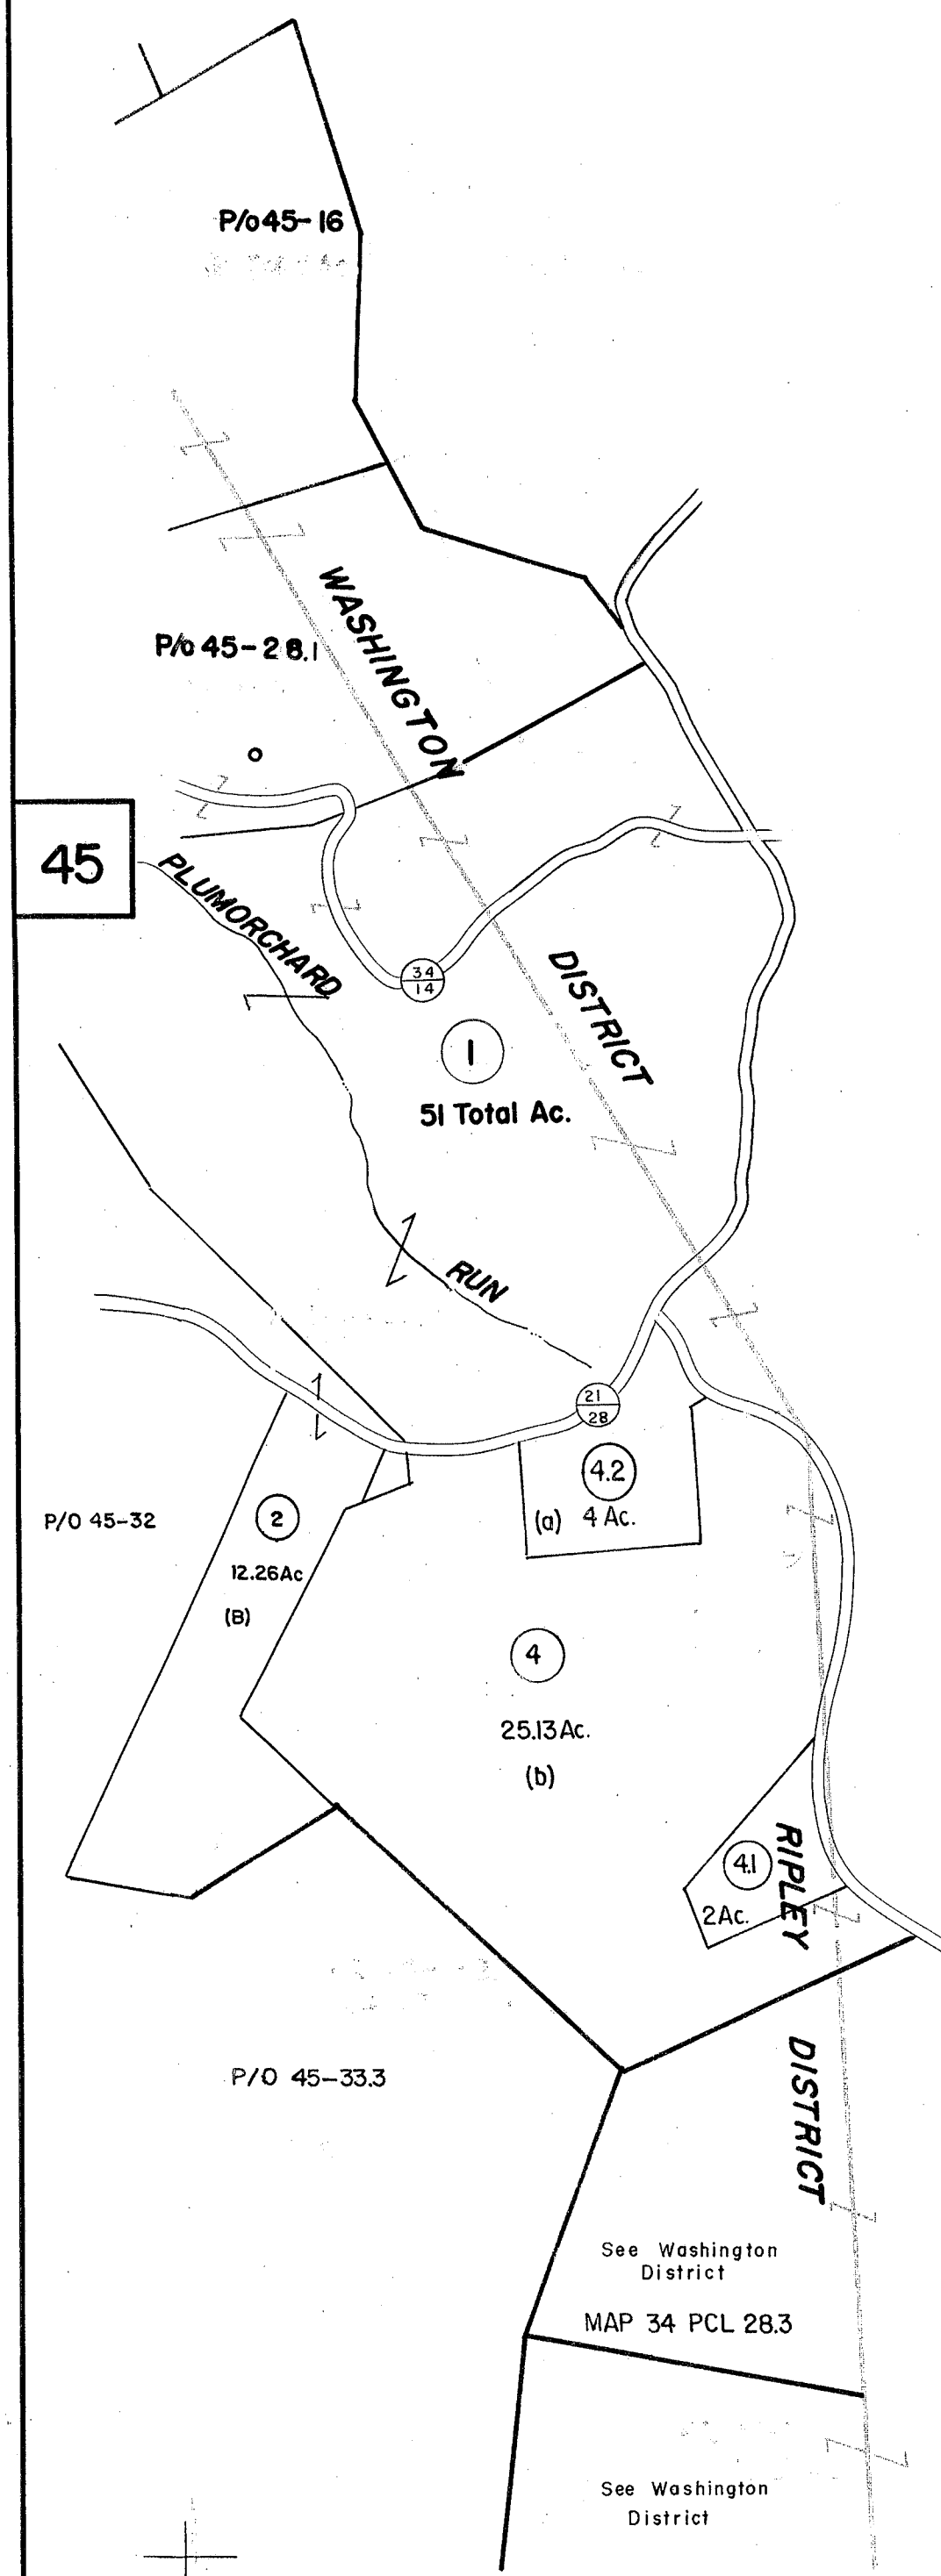 P/o 45-16
WASHINGTON
P/o 45-28.1
45
PLUMORCHARD
34
14
DISTRICT
1
51 Total Ac.
RUN
21
28
4.2
(a) 4 Ac.
P/O 45-32
2
12.26Ac
(B)
4
25.13Ac.
(b)
4.1
2Ac.
RIPLEY
P/O 45-33.3
DISTRICT
See Washington
District
MAP 34 PCL 28.3
See Washington
District